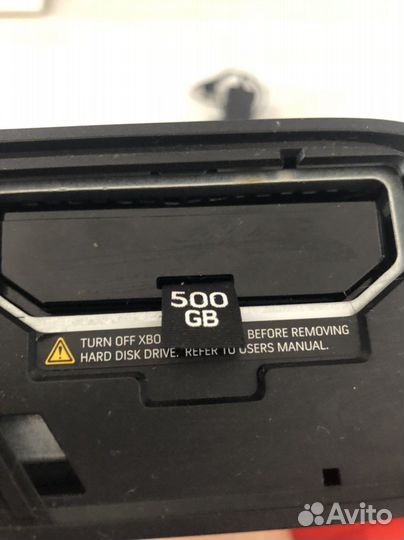 500
GB
TURN OFF XBO BEFORE REMOVING
HARD DISK DRIVE. REFER TO USERS MANUAL.
Avito